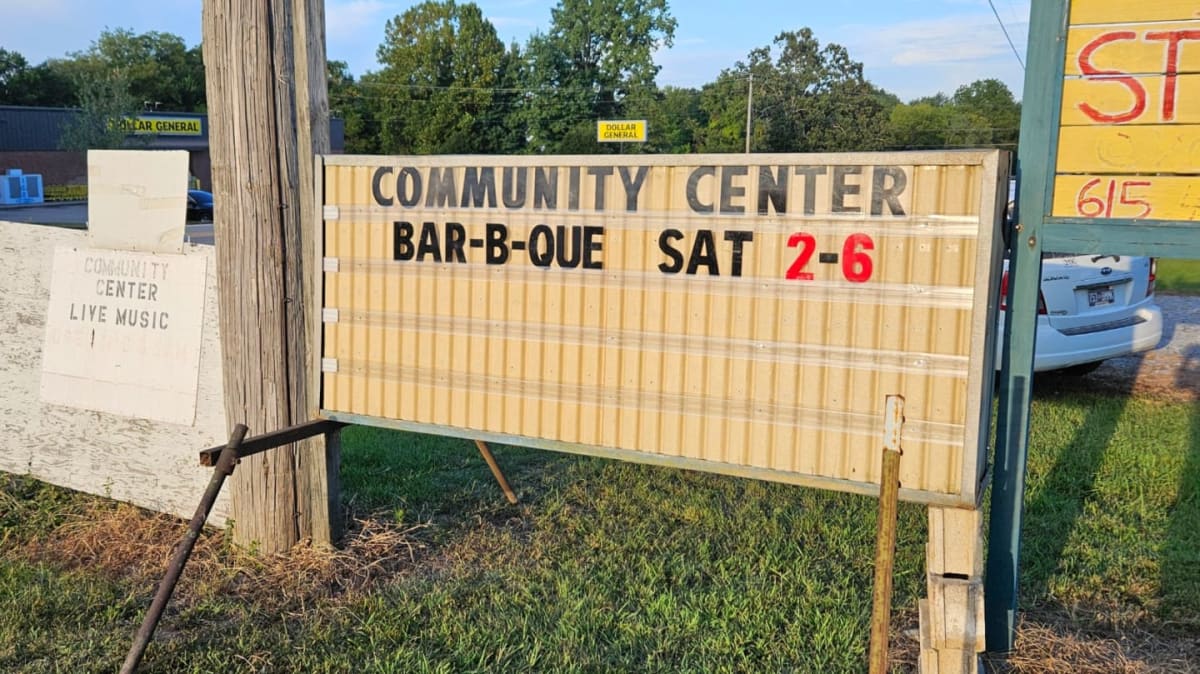 DOLLAR GENERAL
DOLLAR
GENERAL
COMMUNITY CENTER
BAR-B-QUE SAT 2-6
COMMUNITY
CENTER
LIVE MUSIC
ST
615